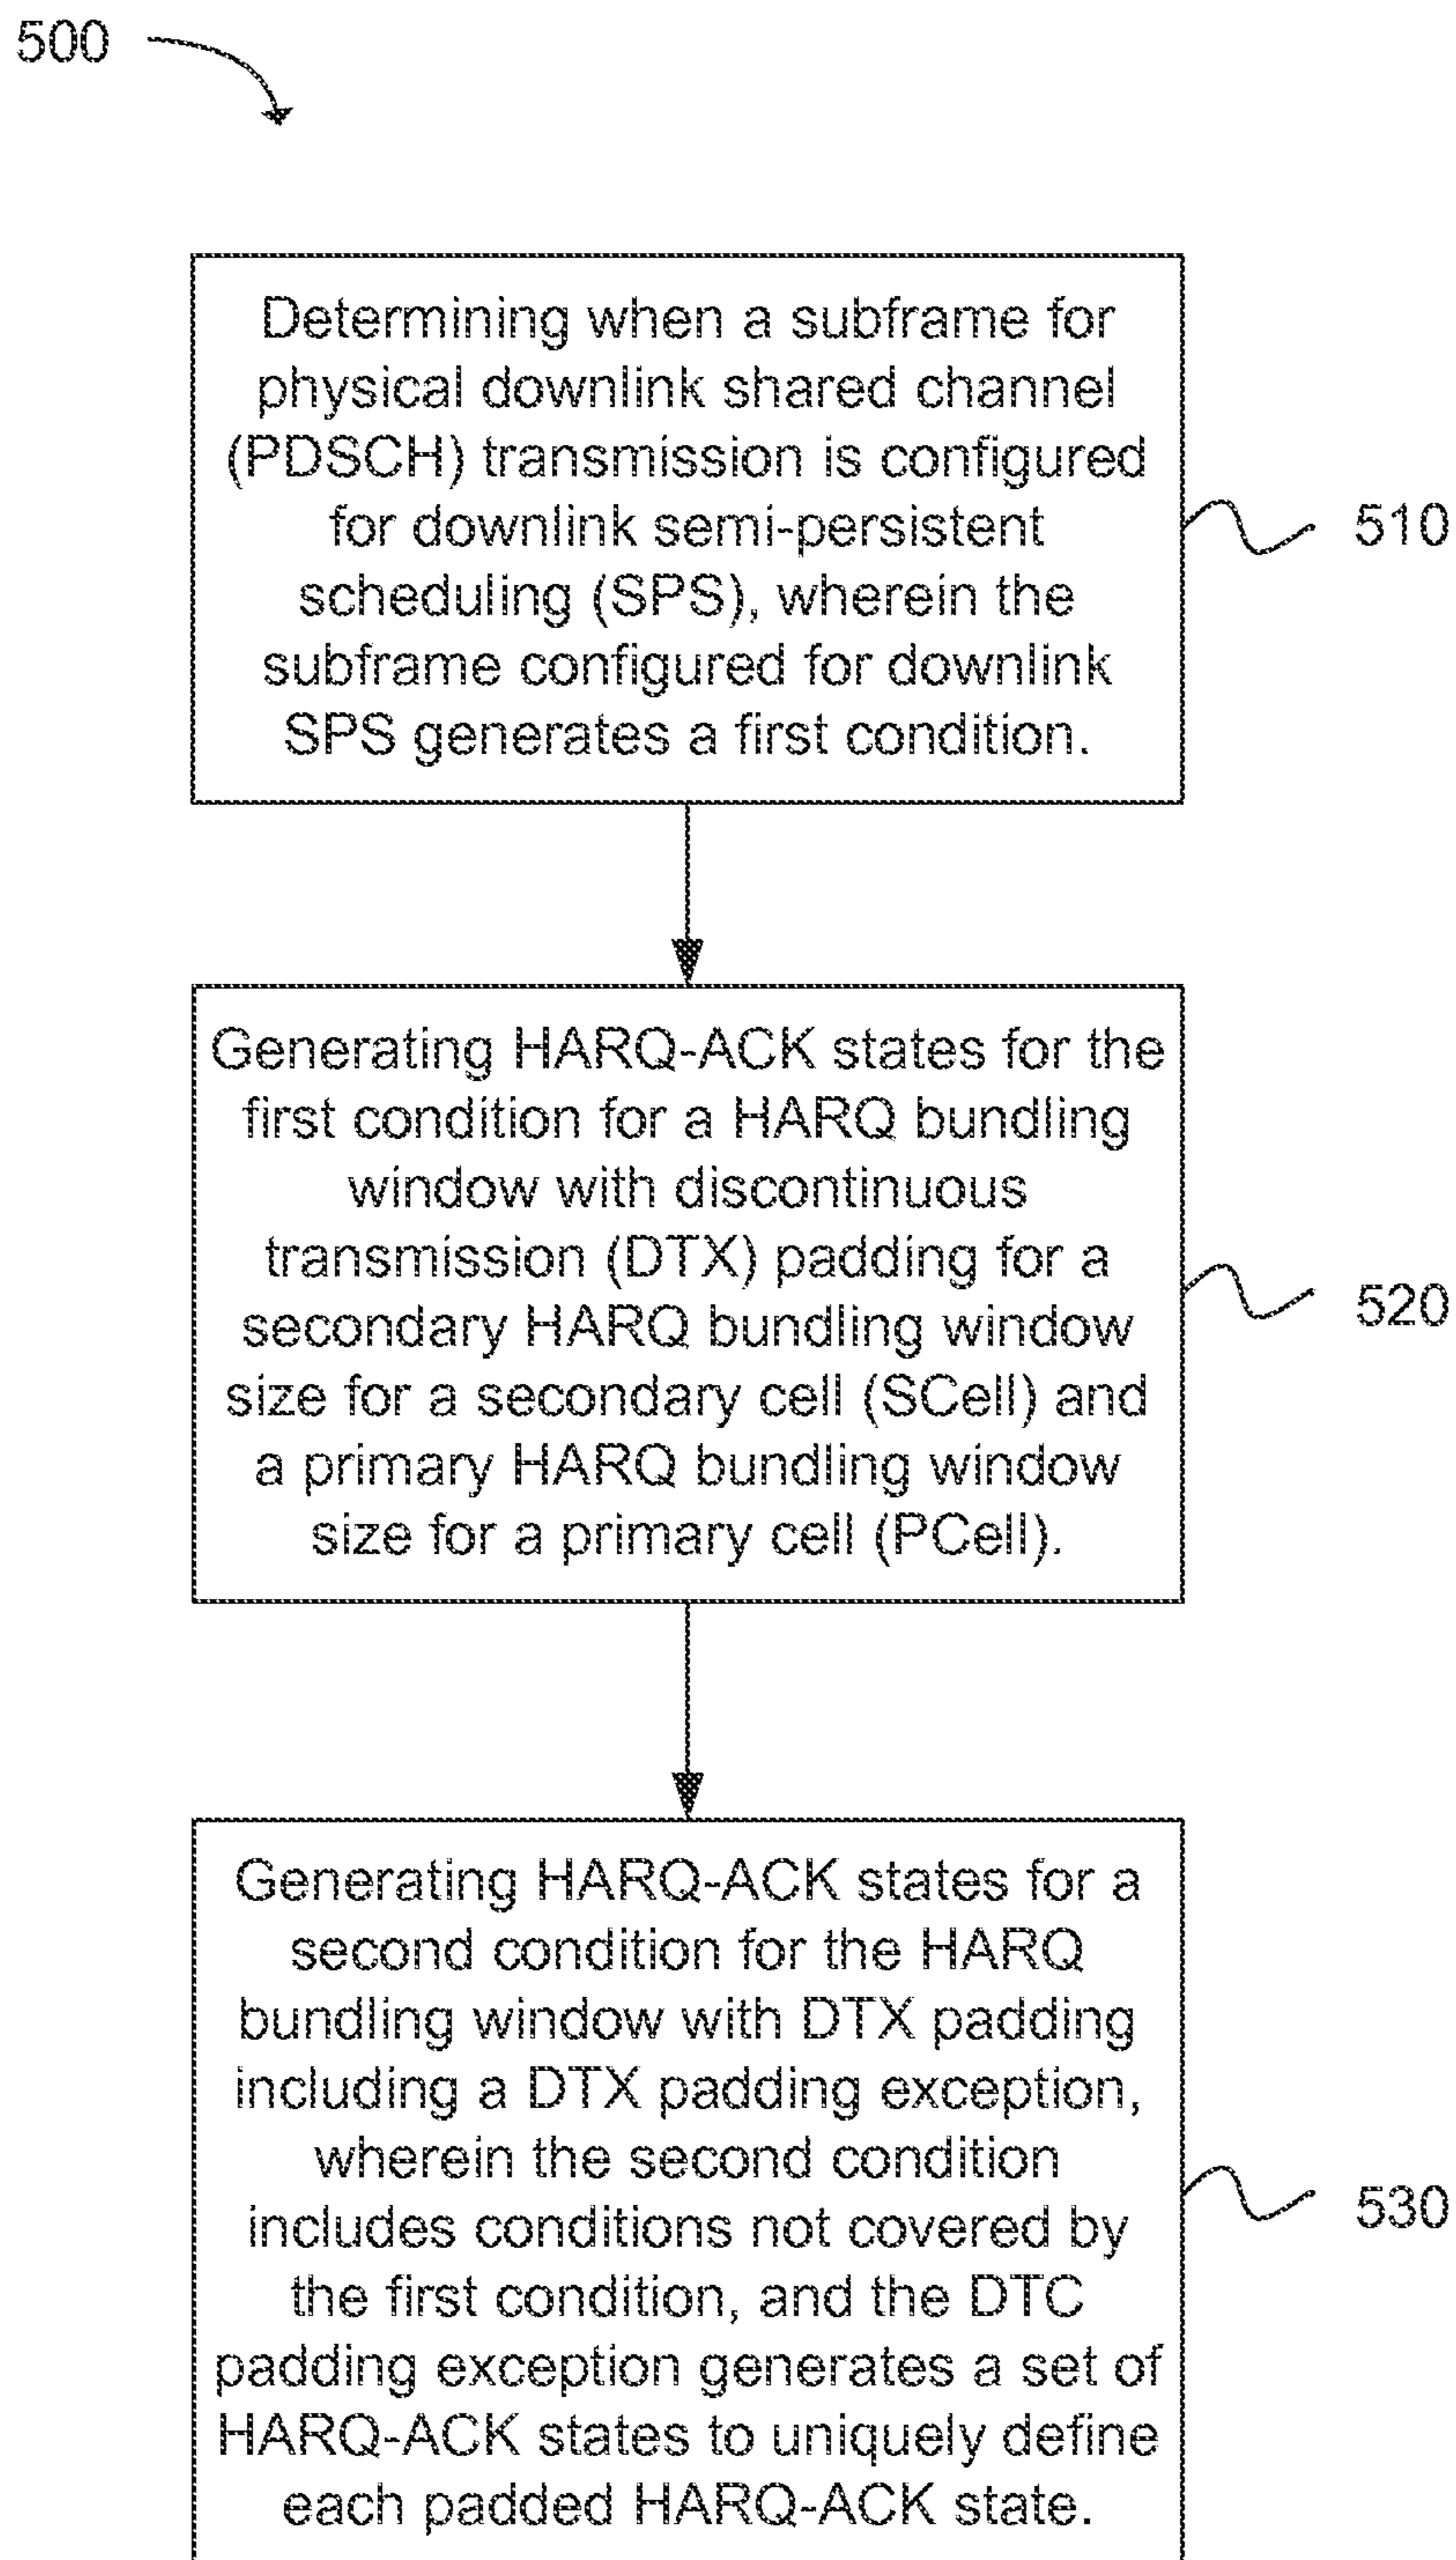 500
Determining when a subframe for
physical downlink shared channel
(PDSCH) transmission is configured
for downlink semi-persistent
scheduling (SPS), wherein the
subframe configured for downlink
SPS generates a first condition.
510
Generating HARQ-ACK states for the
first condition for a HARQ bundling
window with discontinuous
transmission (DTX) padding for a
secondary HARQ bundling window
size for a secondary cell (SCell) and
a primary HARQ bundling window
size for a primary cell (PCell).
520
Generating HARQ-ACK states for a
second condition for the HARQ
bundling window with DTX padding
including a DTX padding exception,
wherein the second condition
includes conditions not covered by
the first condition, and the DTC
padding exception generates a set of
HARQ-ACK states to uniquely define
each padded HARQ-ACK state.
530